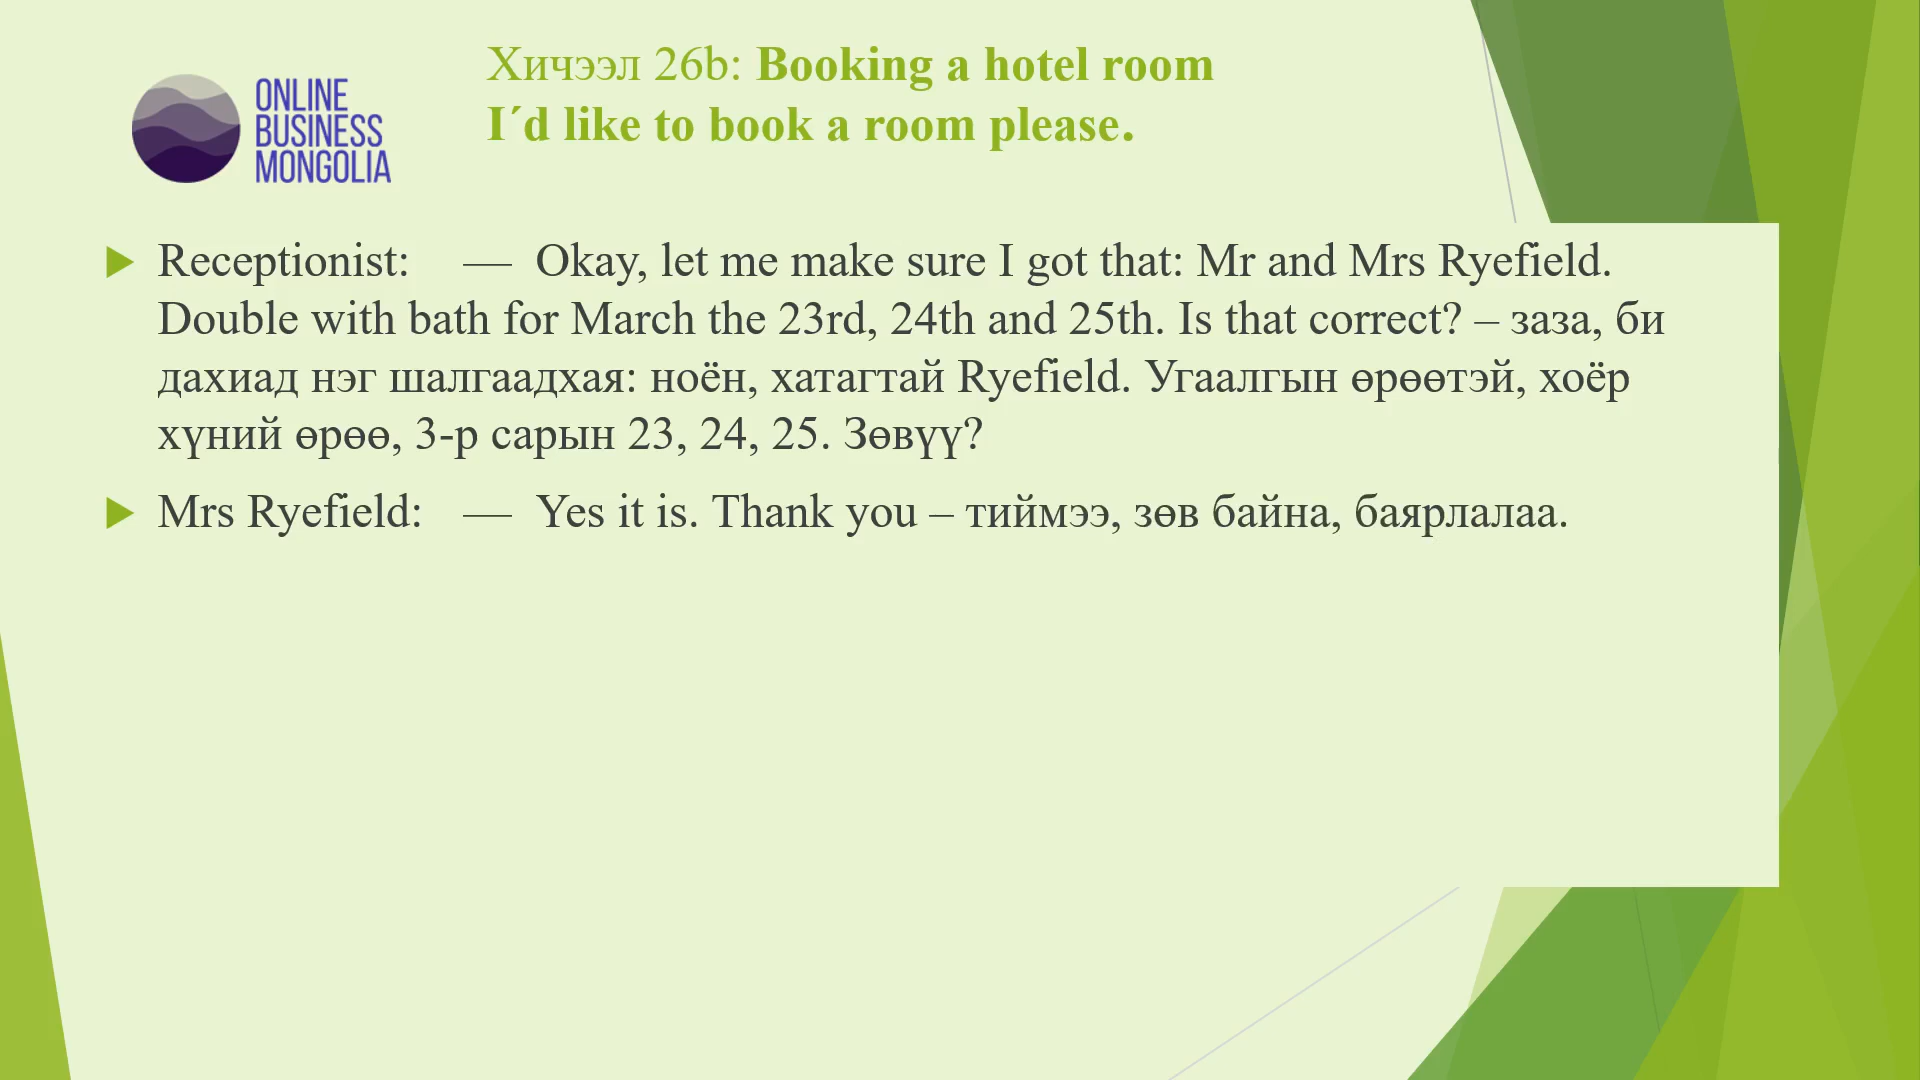 Хичээл 26b: Booking a hotel room
I´d like to book a room please.
ONLINE
BUSINESS
MONGOLIA
Receptionist: — Okay, let me make sure I got that: Mr and Mrs Ryefield.
Double with bath for March the 23rd, 24th and 25th. Is that correct? – заза, би
дахиад нэг шалгаадхая: ноён, хатагтай Ryefield. Угаалгын өрөөтэй, хоёр
хүний өрөө, 3-р сарын 23, 24, 25. Зөвүү?
Mrs Ryefield: — Yes it is. Thank you – тиймээ, зөв байна, баярлалаа.